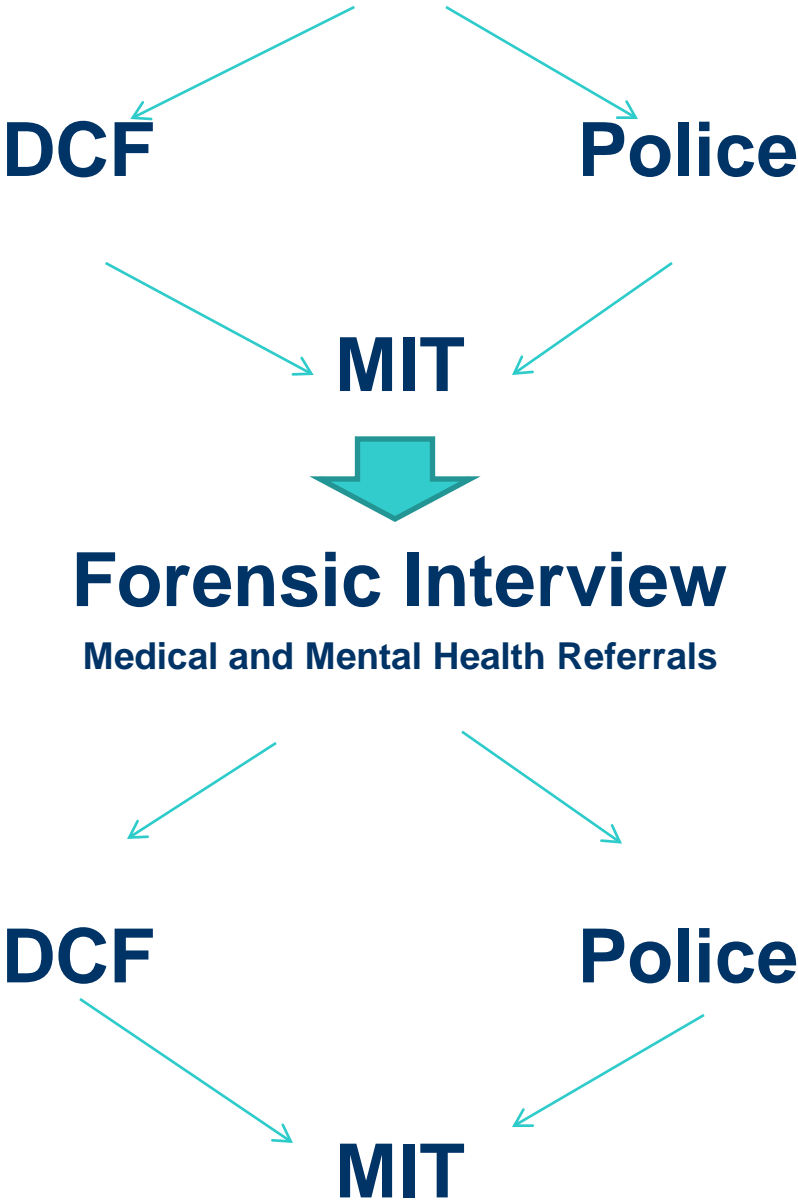 DCF Police
MIT
Forensic Interview
Medical and Mental Health Referrals
DCF Police
MIT